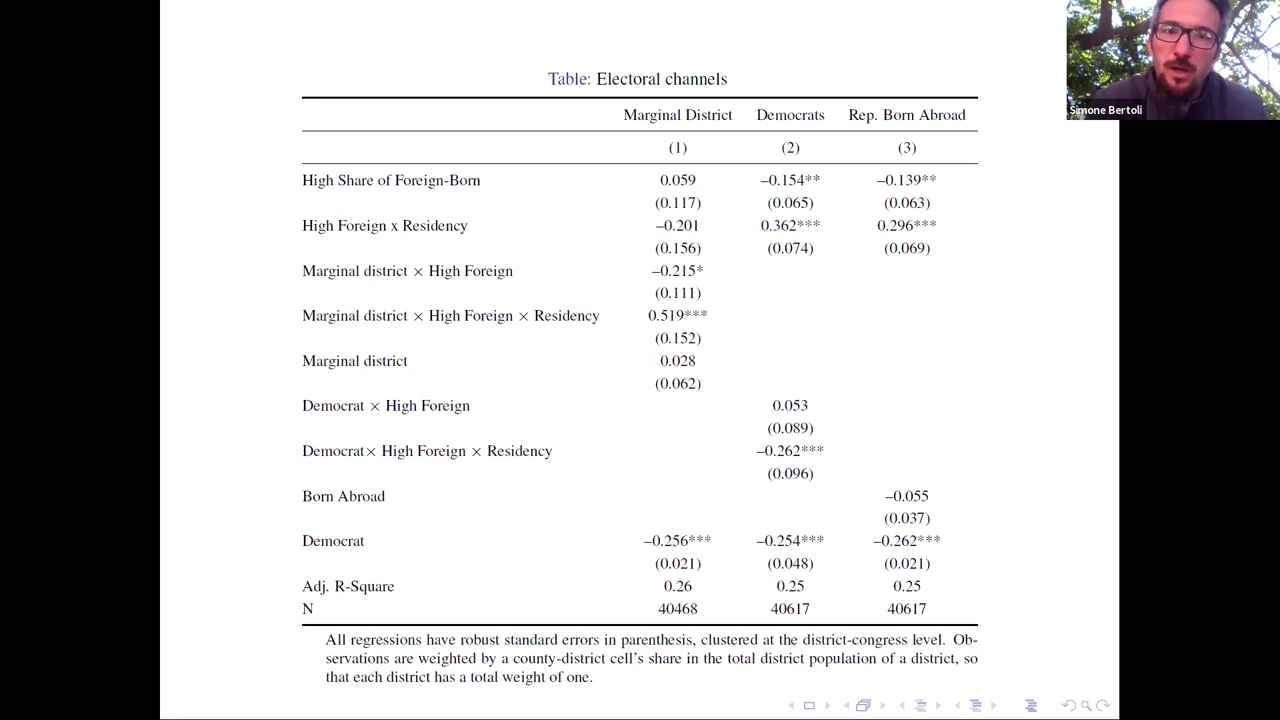 Simone Bertoli
Table: Electoral channels
Marginal District Democrats Rep. Born Abroad
(1) (2) (3)
High Share of Foreign-Born 0.059 –0.154** –0.139**
(0.117) (0.065) (0.063)
High Foreign x Residency –0.201 0.362*** 0.296***
(0.156) (0.074) (0.069)
Marginal district × High Foreign –0.215*
(0.111)
Marginal district × High Foreign × Residency 0.519***
(0.152)
Marginal district 0.028
(0.062)
Democrat × High Foreign 0.053
(0.089)
Democrat× High Foreign × Residency –0.262***
(0.096)
Born Abroad –0.055
(0.037)
Democrat –0.256*** –0.254*** –0.262***
(0.021) (0.048) (0.021)
Adj. R-Square 0.26 0.25 0.25
N 40468 40617 40617
All regressions have robust standard errors in parenthesis, clustered at the district-congress level. Ob-
servations are weighted by a county-district cell's share in the total district population of a district, so
that each district has a total weight of one.